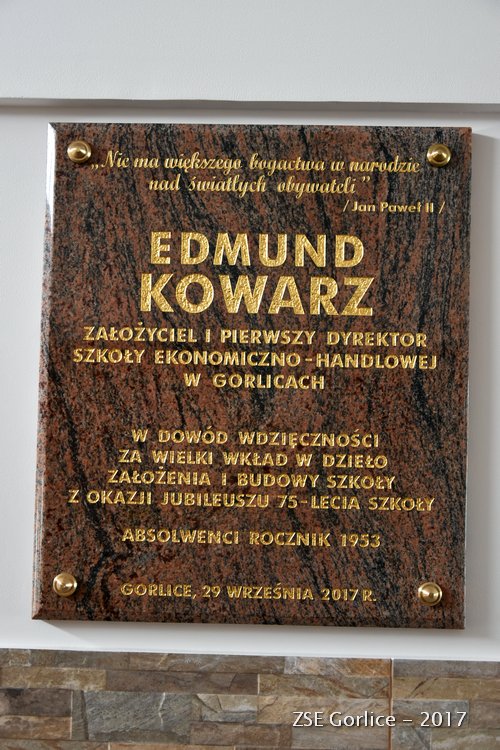 „Nie ma większego bogactwa w narodzie
nad światłych obywateli”
/Jan Paweł II/
EDMUND
KOWARZ
ZAŁOŻYCIEL I PIERWSZY DYREKTOR
SZKOŁY EKONOMICZNO-HANDLOWEJ
W GORLICACH
W DOWÓD WDZIĘCZNOŚCI
ZA WIELKI WKŁAD W DZIEŁO
ZAŁOŻENIA I BUDOWY SZKOŁY
Z OKAZJI JUBILEUSZU 75-LECIA SZKOŁY
ABSOLWENCI ROCZNIK 1953
GORLICE, 29 WRZEŚNIA 2017 R.
ZSE Gorlice – 2017